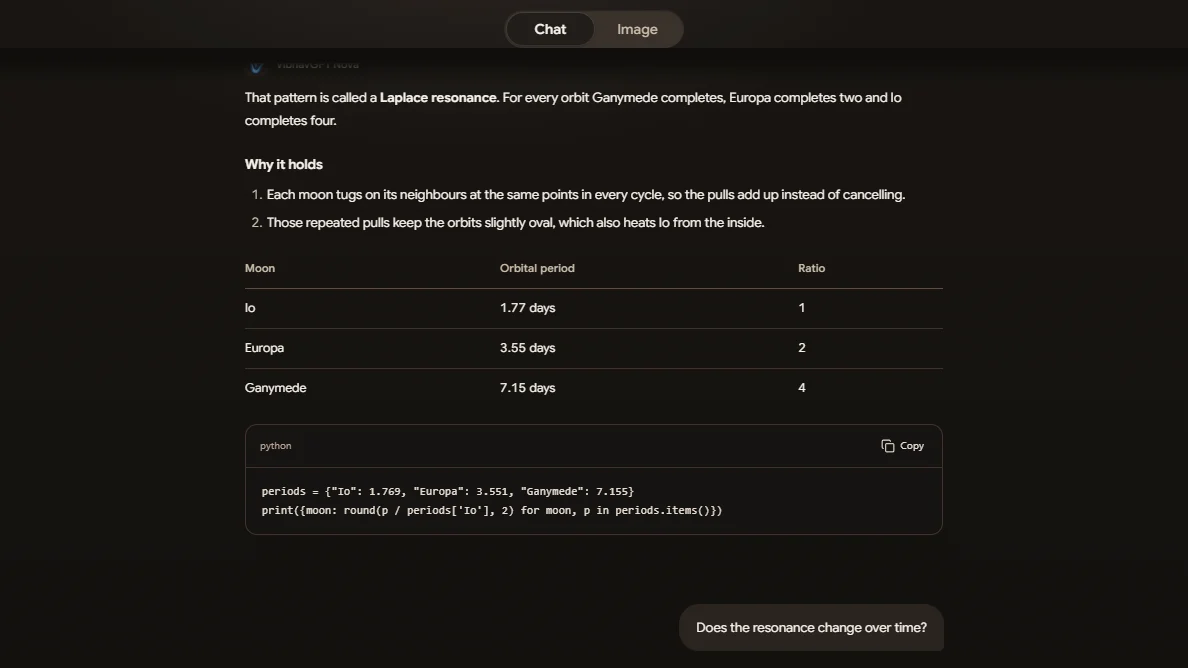 Chat
Image
That pattern is called a Laplace resonance. For every orbit Ganymede completes, Europa completes two and Io
completes four.
Why it holds
1. Each moon tugs on its neighbours at the same points in every cycle, so the pulls add up instead of cancelling.
2. Those repeated pulls keep the orbits slightly oval, which also heats Io from the inside.
Moon Orbital period Ratio
Io 1.77 days 1
Europa 3.55 days 2
Ganymede 7.15 days 4
python
Copy
periods = {"Io": 1.769, "Europa": 3.551, "Ganymede": 7.155}
print({moon: round(p / periods['Io'], 2) for moon, p in periods.items()})
Does the resonance change over time?